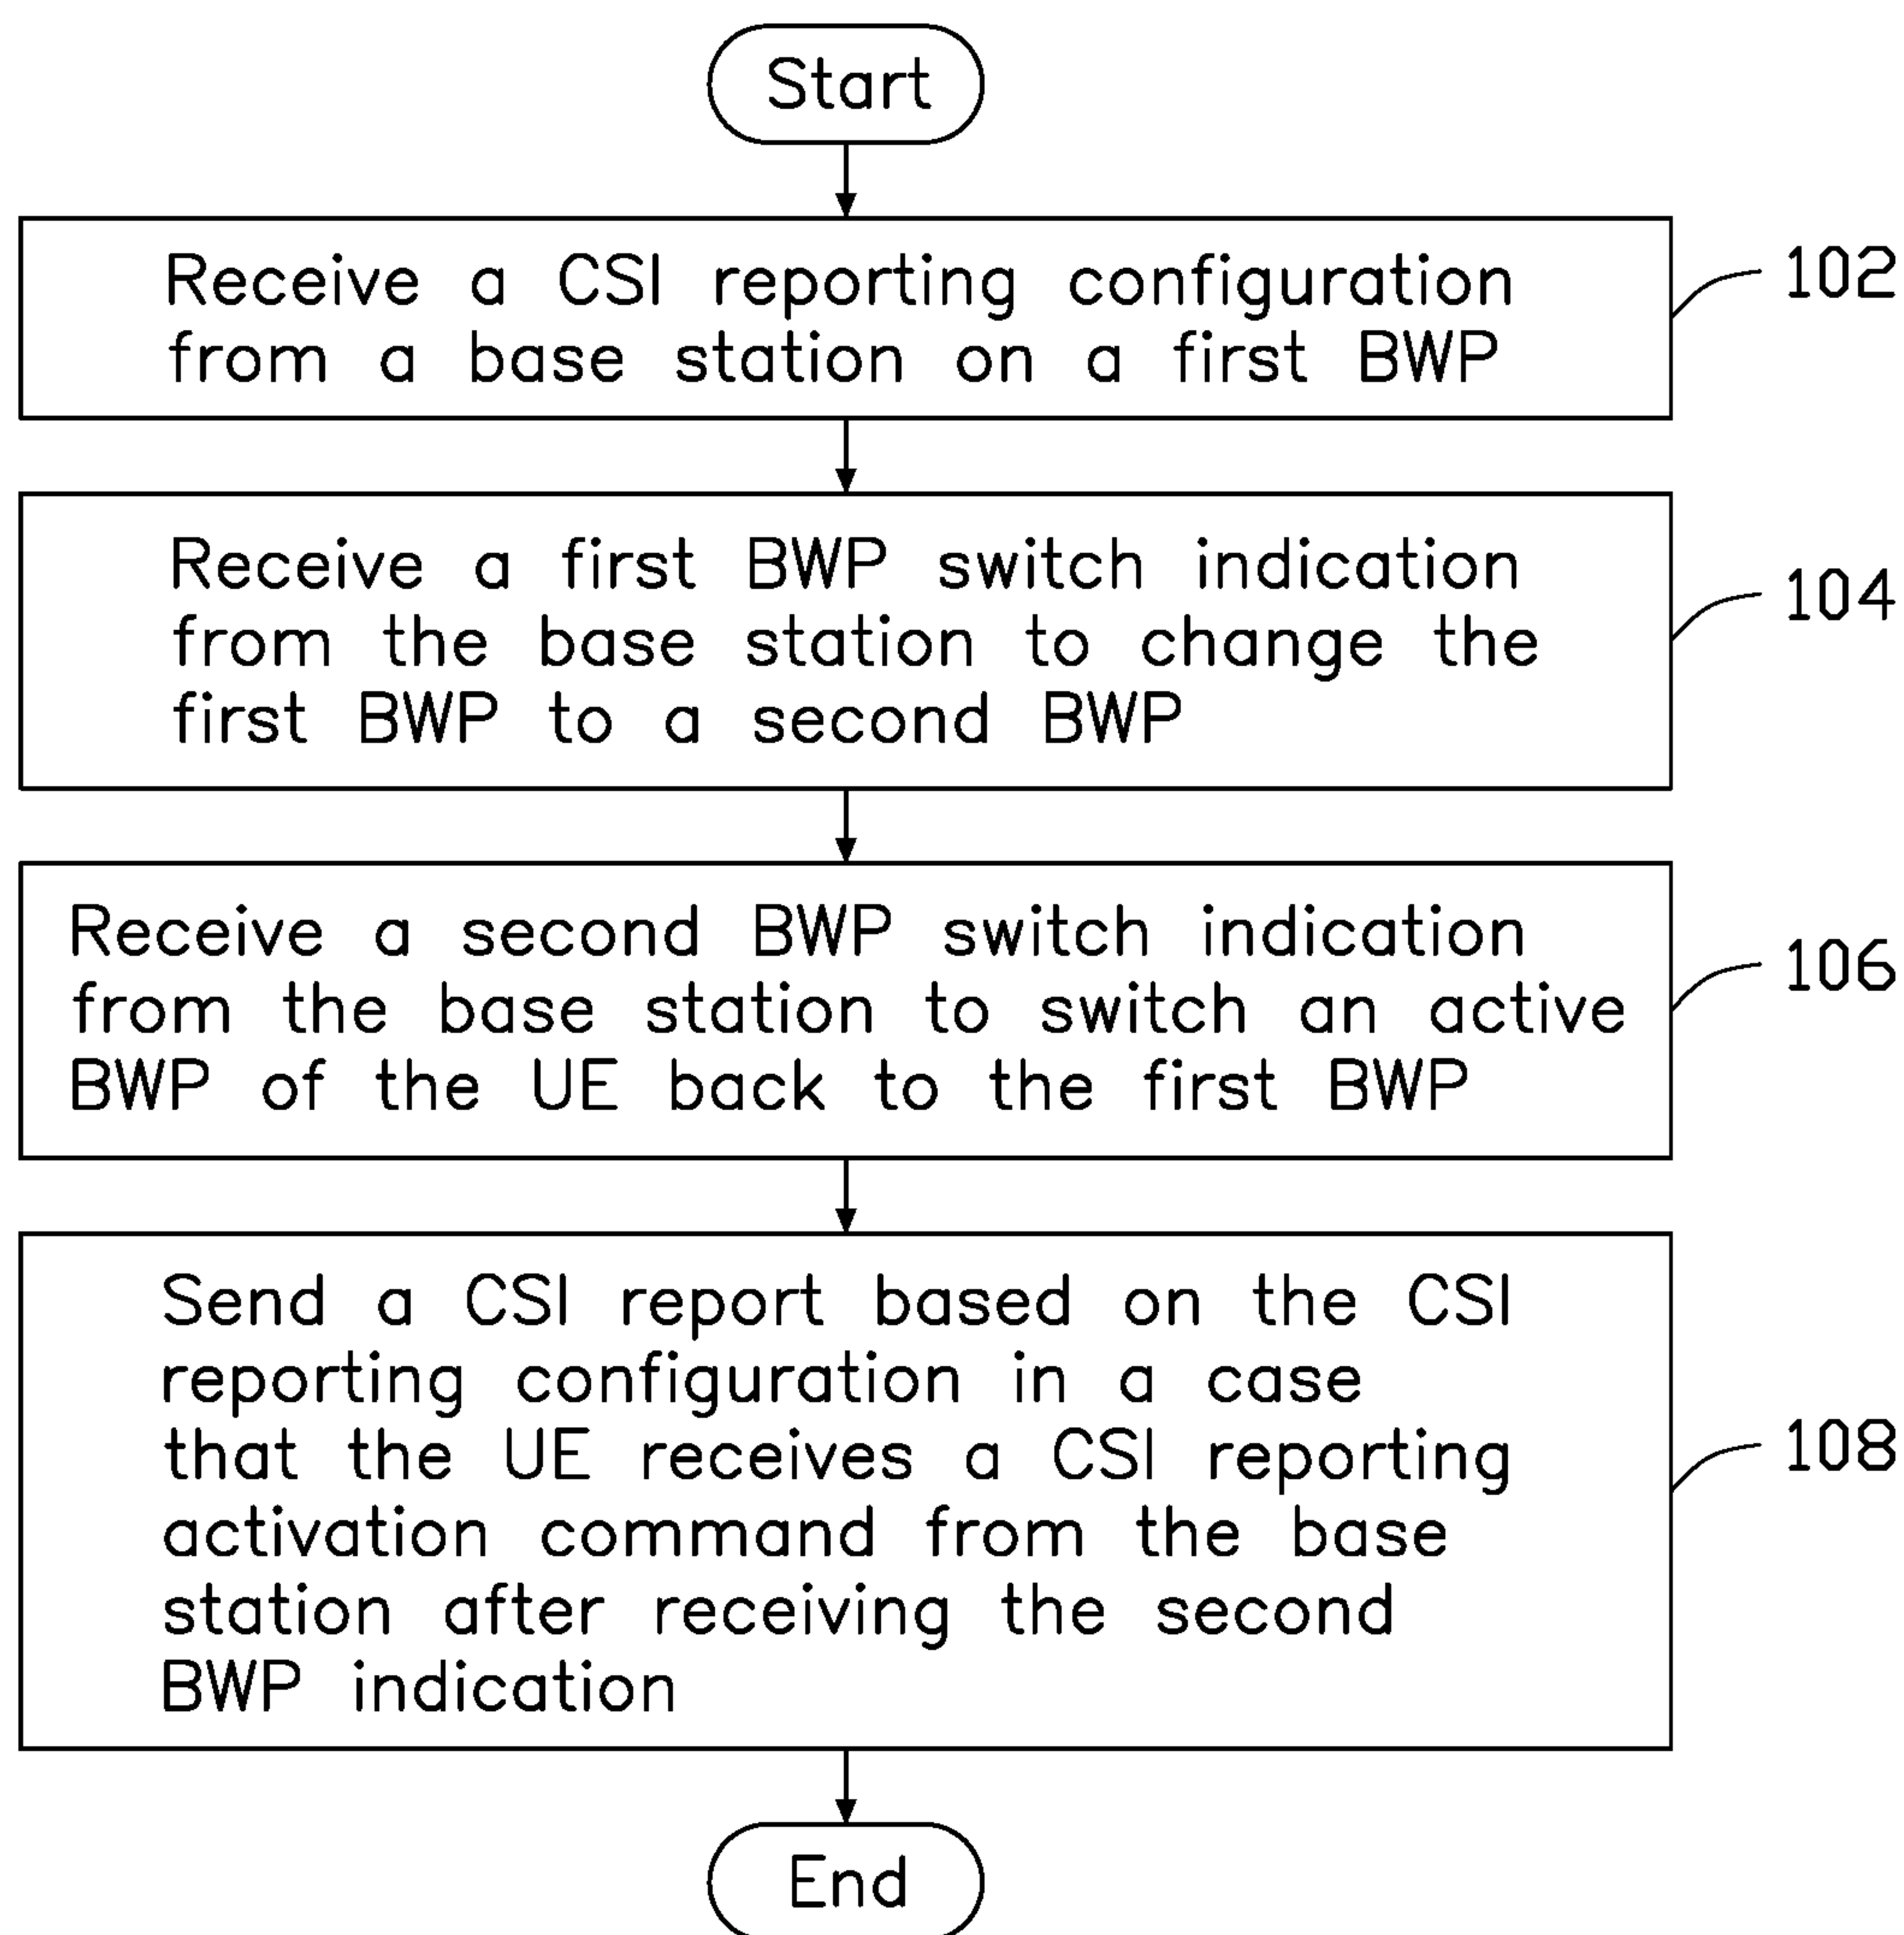 Start
Receive a CSI reporting configuration
from a base station on a first BWP
102
Receive a first BWP switch indication
from the base station to change the
first BWP to a second BWP
104
Receive a second BWP switch indication
from the base station to switch an active
BWP of the UE back to the first BWP
106
Send a CSI report based on the CSI
reporting configuration in a case
that the UE receives a CSI reporting
activation command from the base
station after receiving the second
BWP indication
108
End